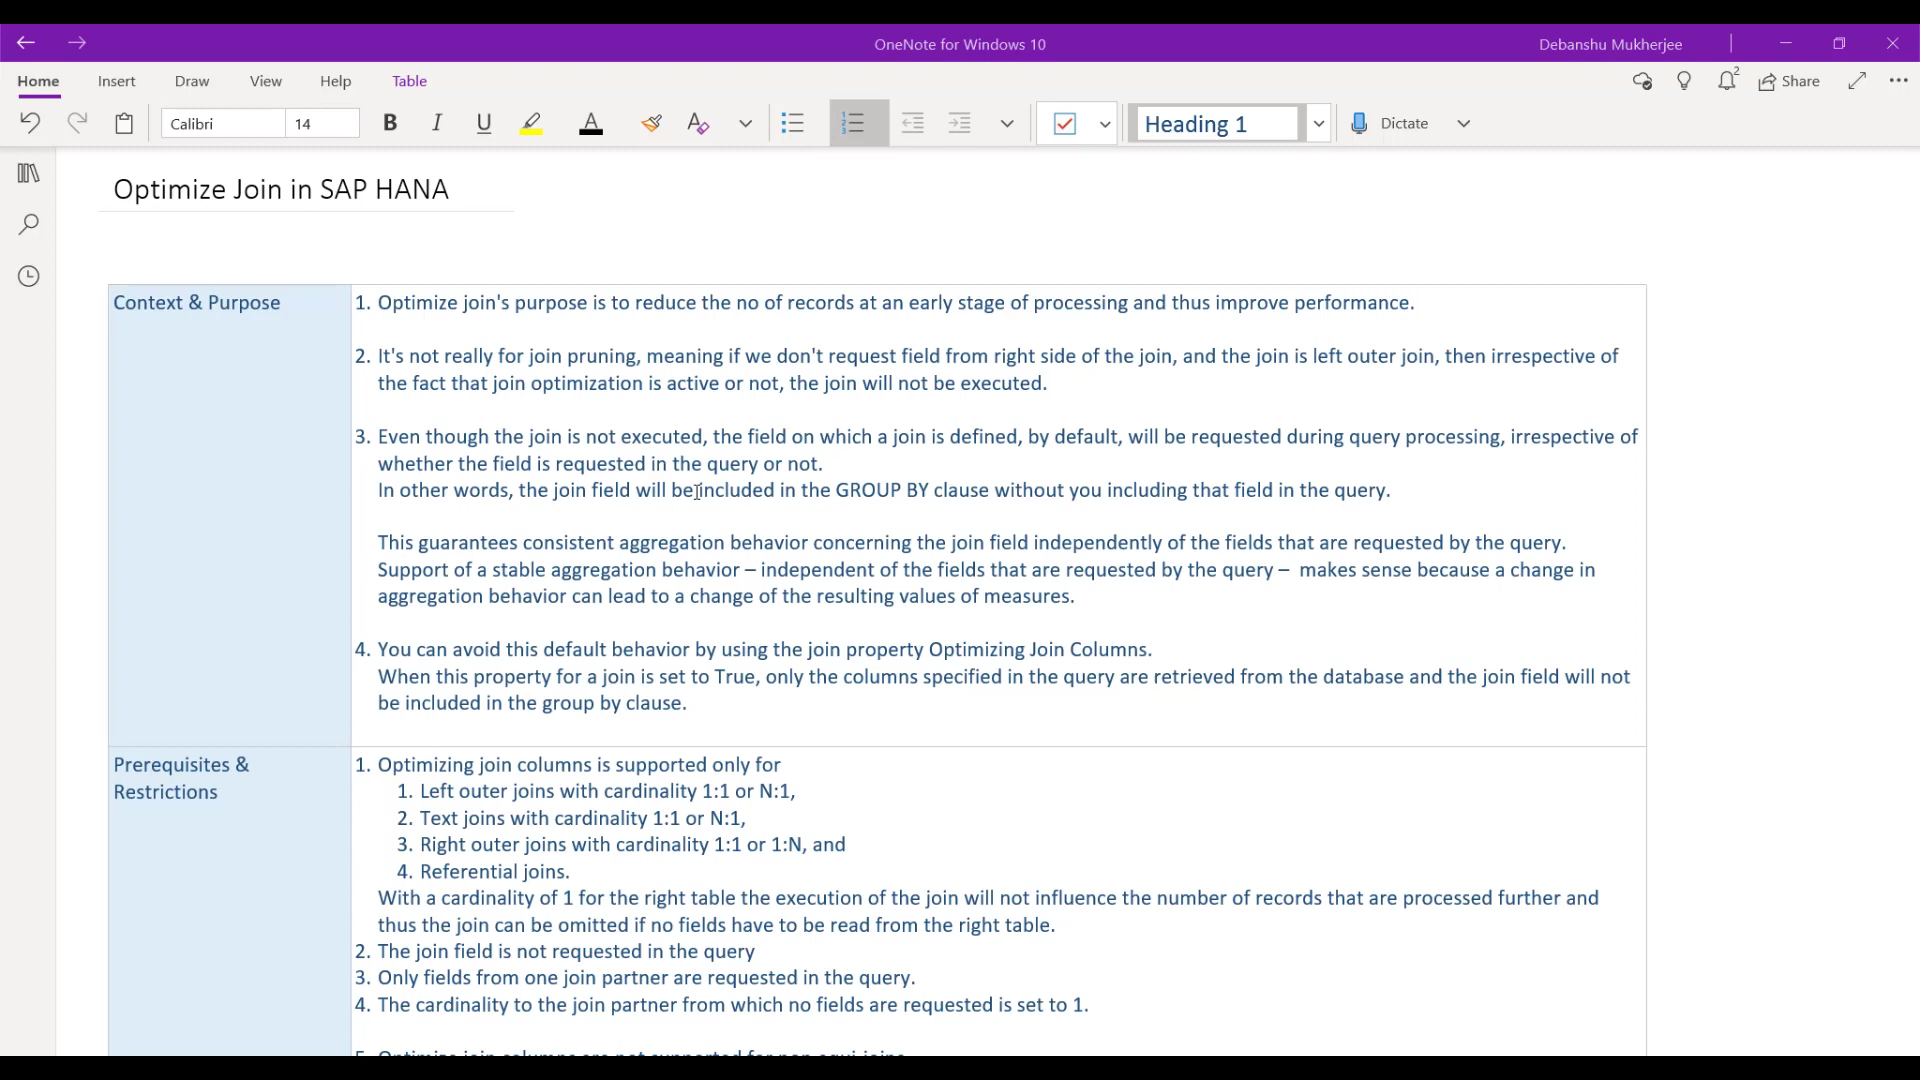 OneNote for Windows 10
Debanshu Mukherjee
Home Insert Draw View Help Table
2
Share
Calibri 14 B I U A A Heading 1 Dictate
Optimize Join in SAP HANA
Context & Purpose
1. Optimize join's purpose is to reduce the no of records at an early stage of processing and thus improve performance.
2. It's not really for join pruning, meaning if we don't request field from right side of the join, and the join is left outer join, then irrespective of
the fact that join optimization is active or not, the join will not be executed.
3. Even though the join is not executed, the field on which a join is defined, by default, will be requested during query processing, irrespective of
whether the field is requested in the query or not.
In other words, the join field will be included in the GROUP BY clause without you including that field in the query.
This guarantees consistent aggregation behavior concerning the join field independently of the fields that are requested by the query.
Support of a stable aggregation behavior – independent of the fields that are requested by the query – makes sense because a change in
aggregation behavior can lead to a change of the resulting values of measures.
4. You can avoid this default behavior by using the join property Optimizing Join Columns.
When this property for a join is set to True, only the columns specified in the query are retrieved from the database and the join field will not
be included in the group by clause.
Prerequisites &
Restrictions
1. Optimizing join columns is supported only for
1. Left outer joins with cardinality 1:1 or N:1,
2. Text joins with cardinality 1:1 or N:1,
3. Right outer joins with cardinality 1:1 or 1:N, and
4. Referential joins.
With a cardinality of 1 for the right table the execution of the join will not influence the number of records that are processed further and
thus the join can be omitted if no fields have to be read from the right table.
2. The join field is not requested in the query
3. Only fields from one join partner are requested in the query.
4. The cardinality to the join partner from which no fields are requested is set to 1.
5. Optimize join columns are not supported for non equi joins